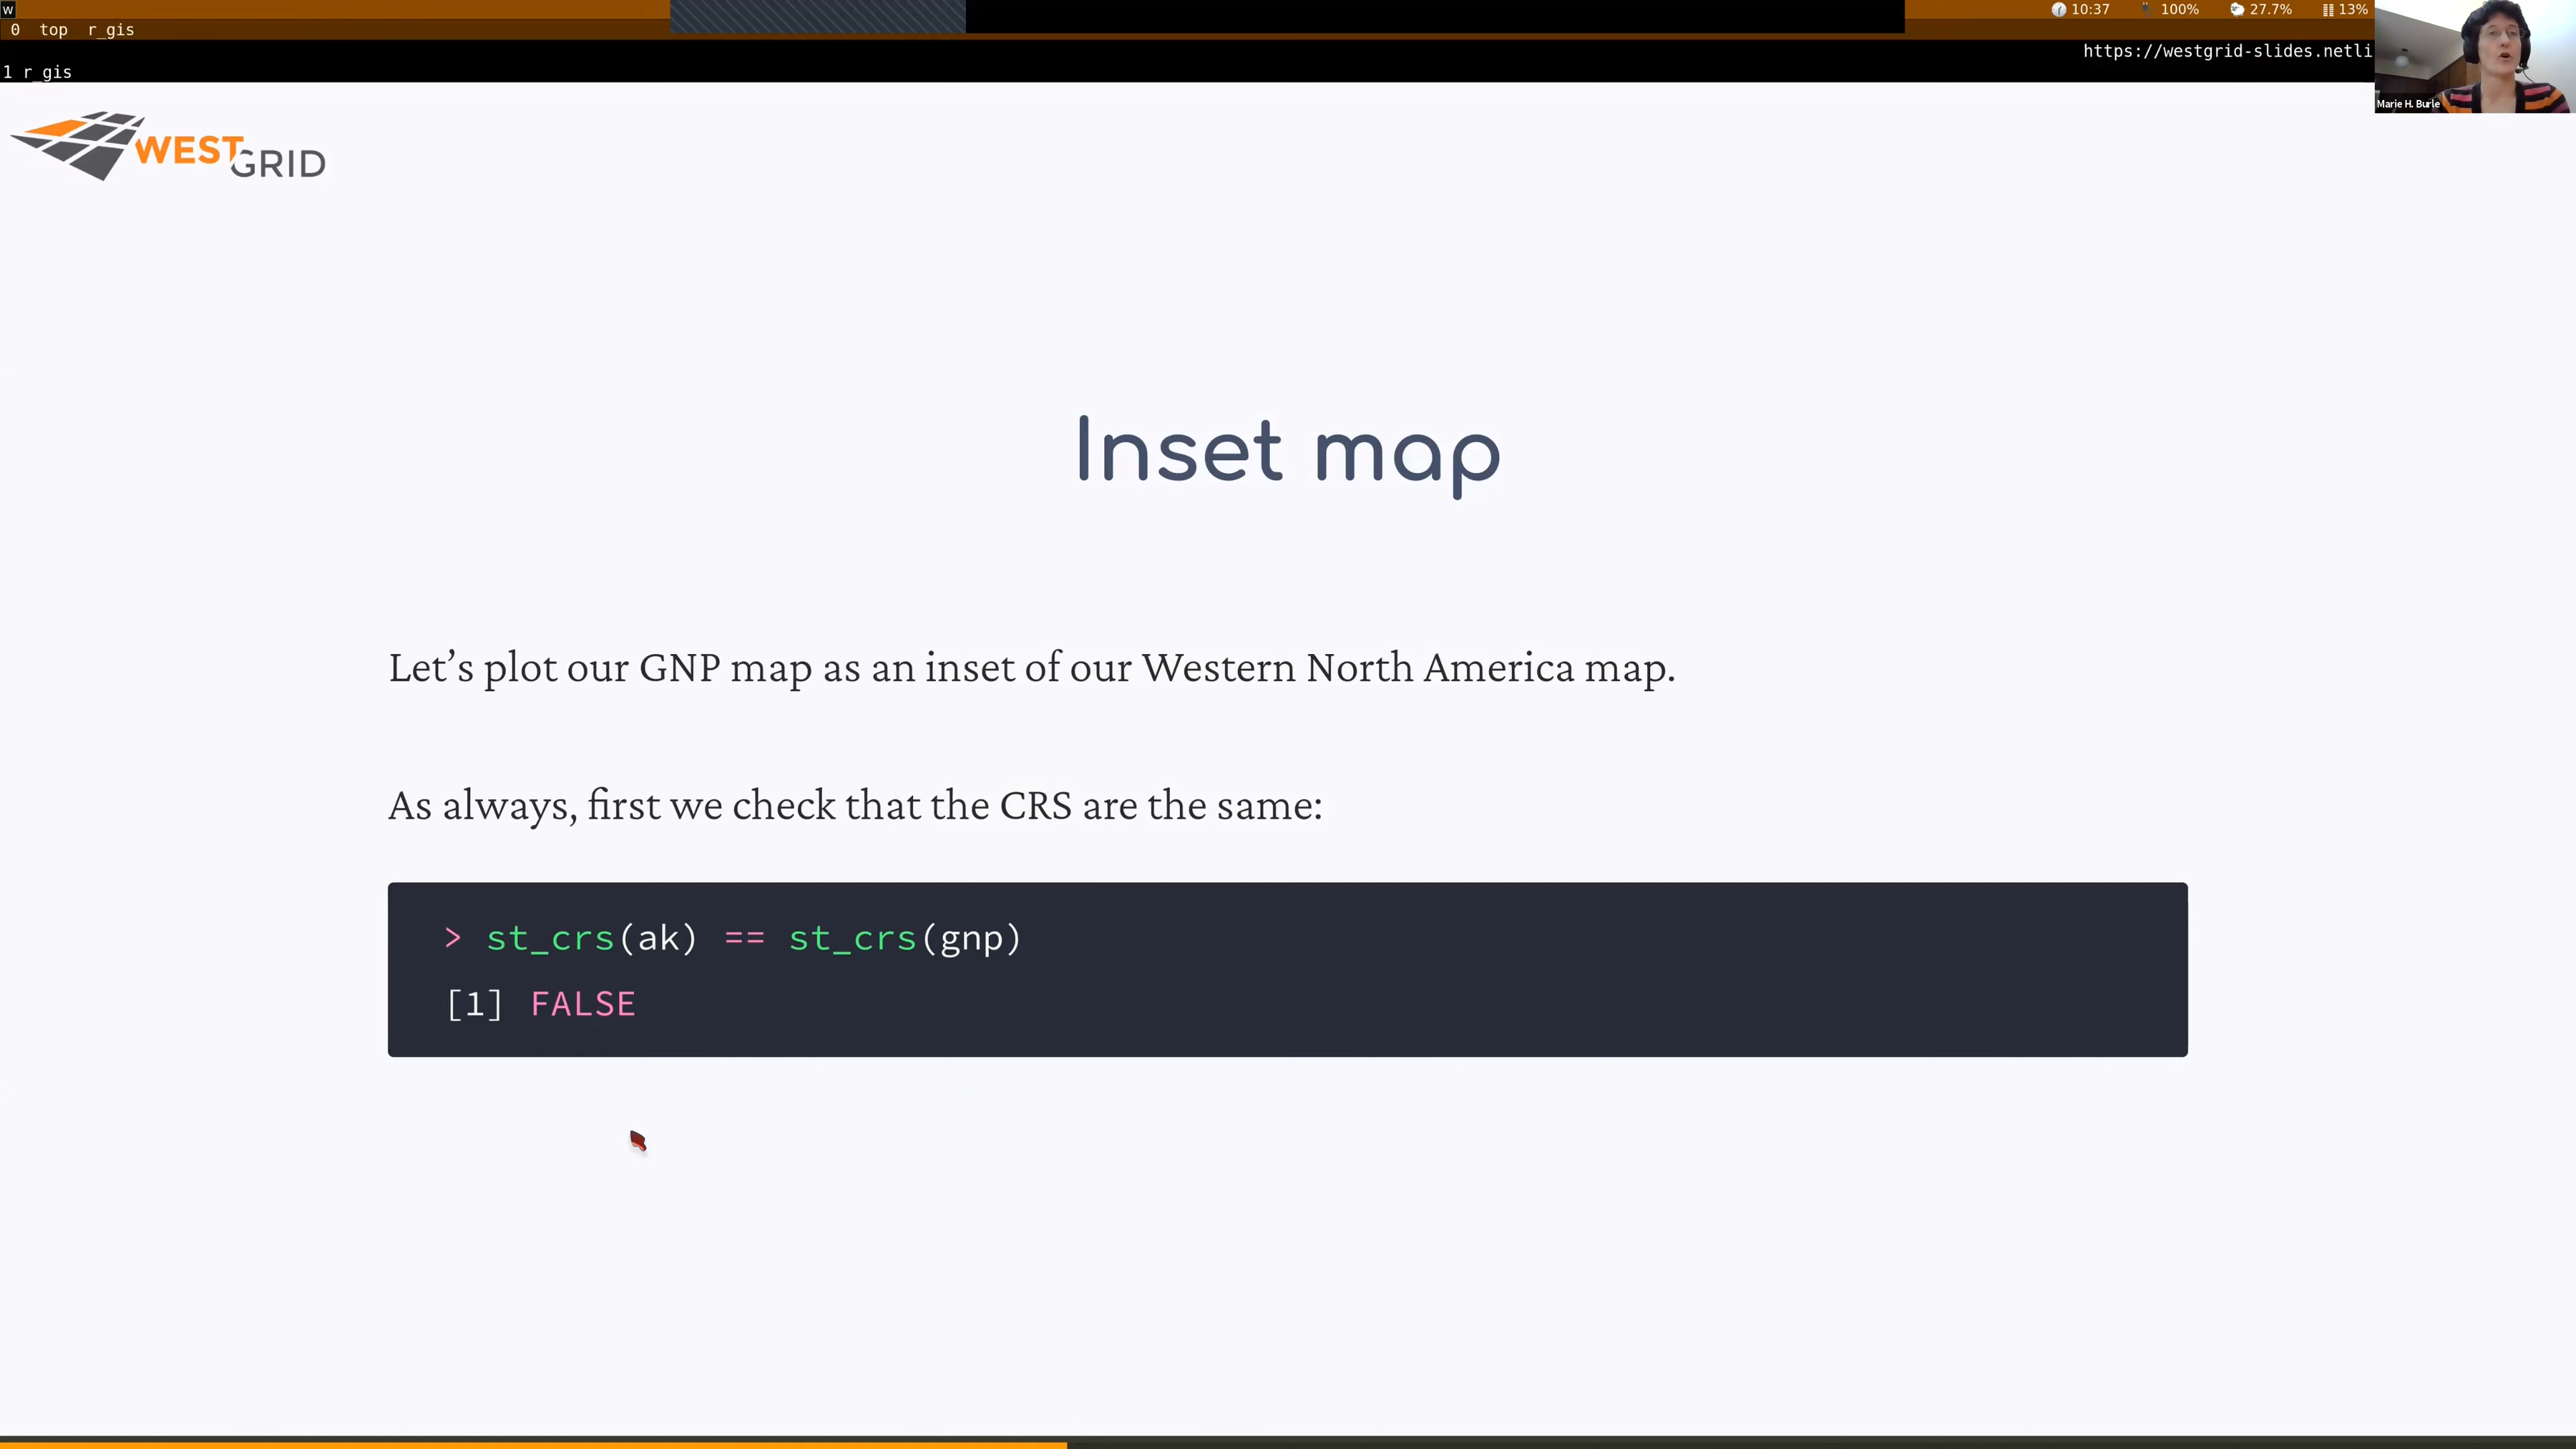 w
10:37 100% 27.7% 13%
0 top r_gis
https://westgrid-slides.netli
1 r_gis
Marie H. Burle
WESTGRID
Inset map
Let’s plot our GNP map as an inset of our Western North America map.
As always, first we check that the CRS are the same:
> st_crs(ak) == st_crs(gnp)
[1] FALSE